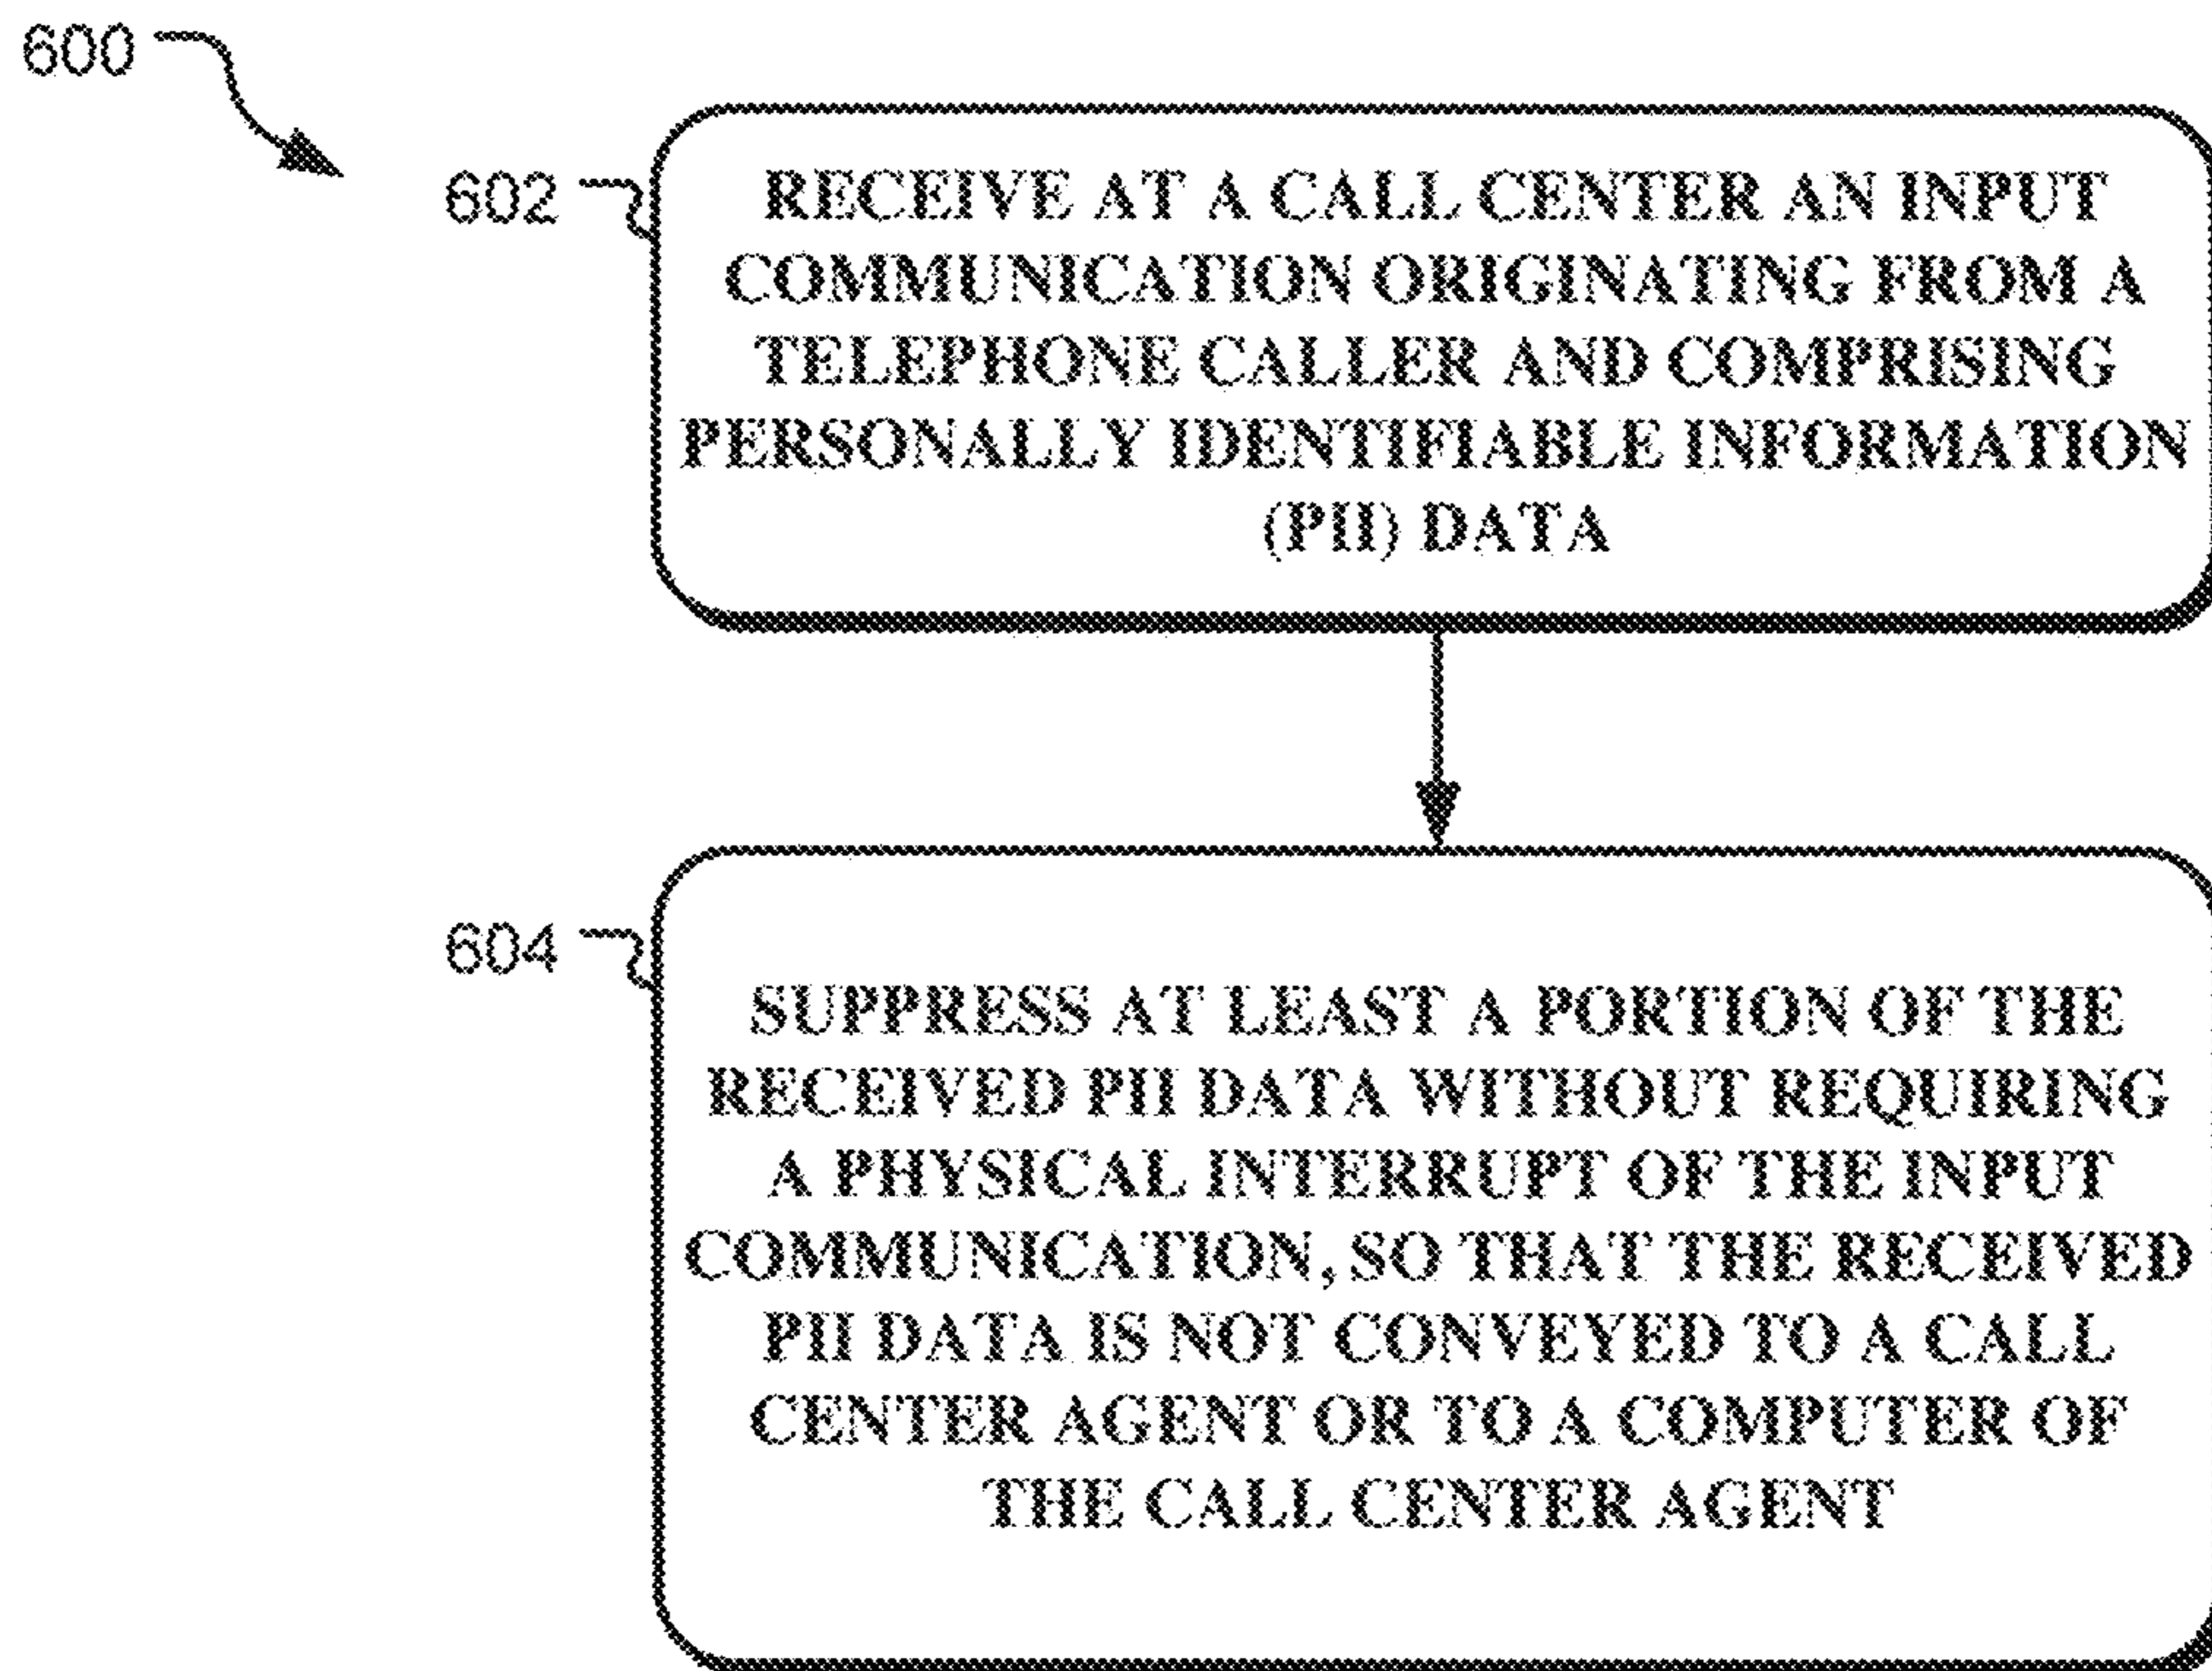 600
602
RECEIVE AT A CALL CENTER AN INPUT
COMMUNICATION ORIGINATING FROM A
TELEPHONE CALLER AND COMPRISING
PERSONALLY IDENTIFIABLE INFORMATION
(PII) DATA
604
SUPPRESS AT LEAST A PORTION OF THE
RECEIVED PII DATA WITHOUT REQUIRING
A PHYSICAL INTERRUPT OF THE INPUT
COMMUNICATION, SO THAT THE RECEIVED
PII DATA IS NOT CONVEYED TO A CALL
CENTER AGENT OR TO A COMPUTER OF
THE CALL CENTER AGENT